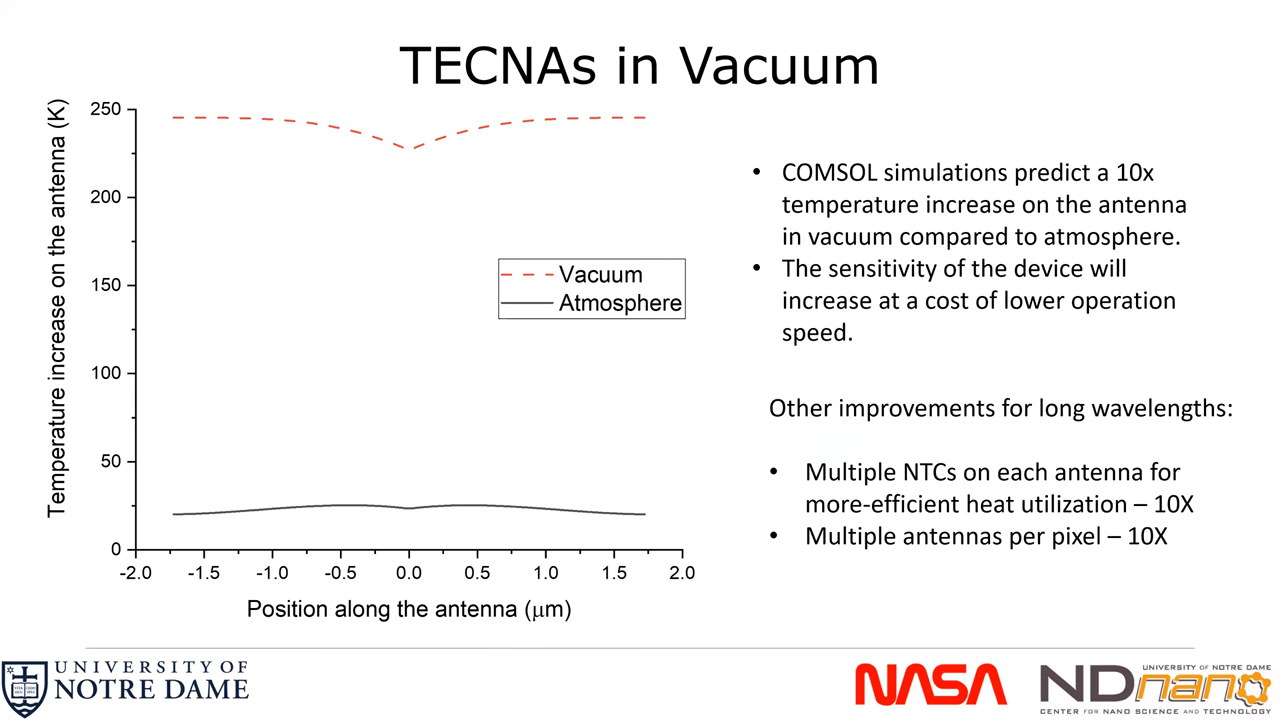 TECNAs in Vacuum
Temperature increase on the antenna (K)
250
200
150
100
50
0
-2.0 -1.5 -1.0 -0.5 0.0 0.5 1.0 1.5 2.0
Position along the antenna (μm)
Vacuum
Atmosphere
• COMSOL simulations predict a 10x
temperature increase on the antenna
in vacuum compared to atmosphere.
• The sensitivity of the device will
increase at a cost of lower operation
speed.
Other improvements for long wavelengths:
• Multiple NTCs on each antenna for
more-efficient heat utilization – 10X
• Multiple antennas per pixel – 10X
UNIVERSITY OF
NOTRE DAME
NASA
UNIVERSITY OF NOTRE DAME
NDnano
CENTER FOR NANO SCIENCE AND TECHNOLOGY